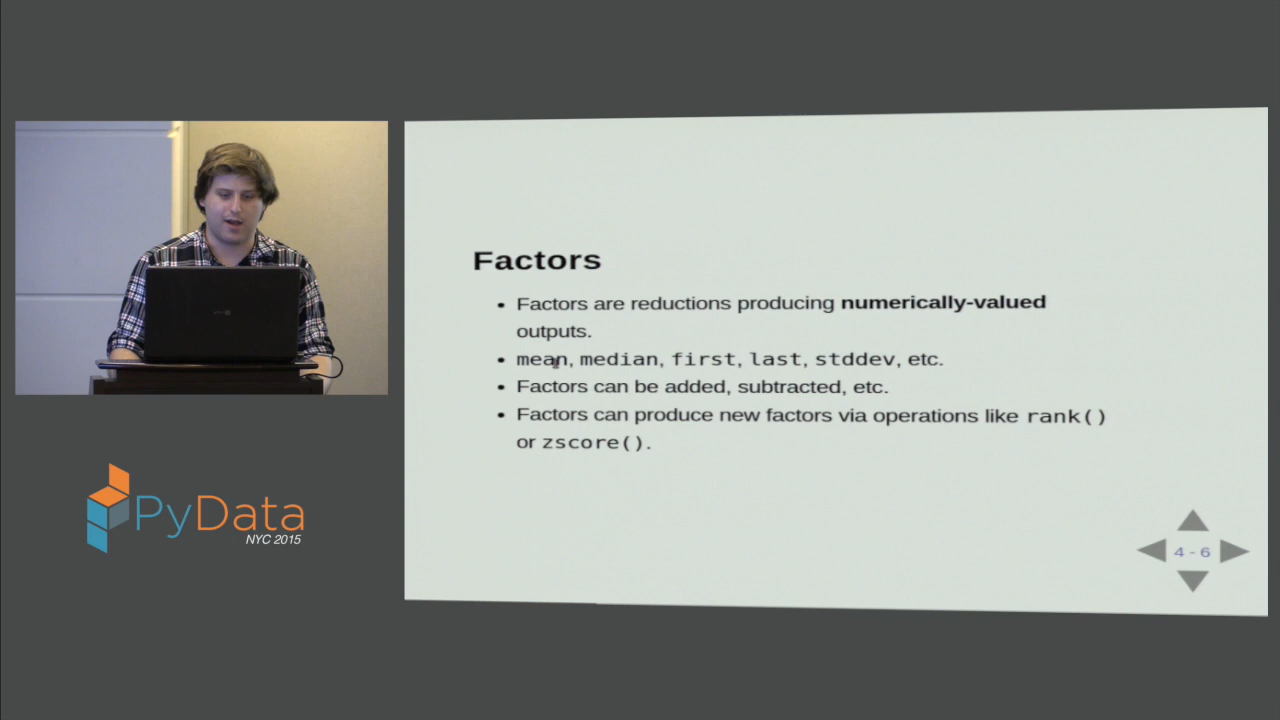 Factors
• Factors are reductions producing numerically-valued
outputs.
• mean, median, first, last, stddev, etc.
• Factors can be added, subtracted, etc.
• Factors can produce new factors via operations like rank()
or zscore().
4 - 6
PyData
NYC 2015